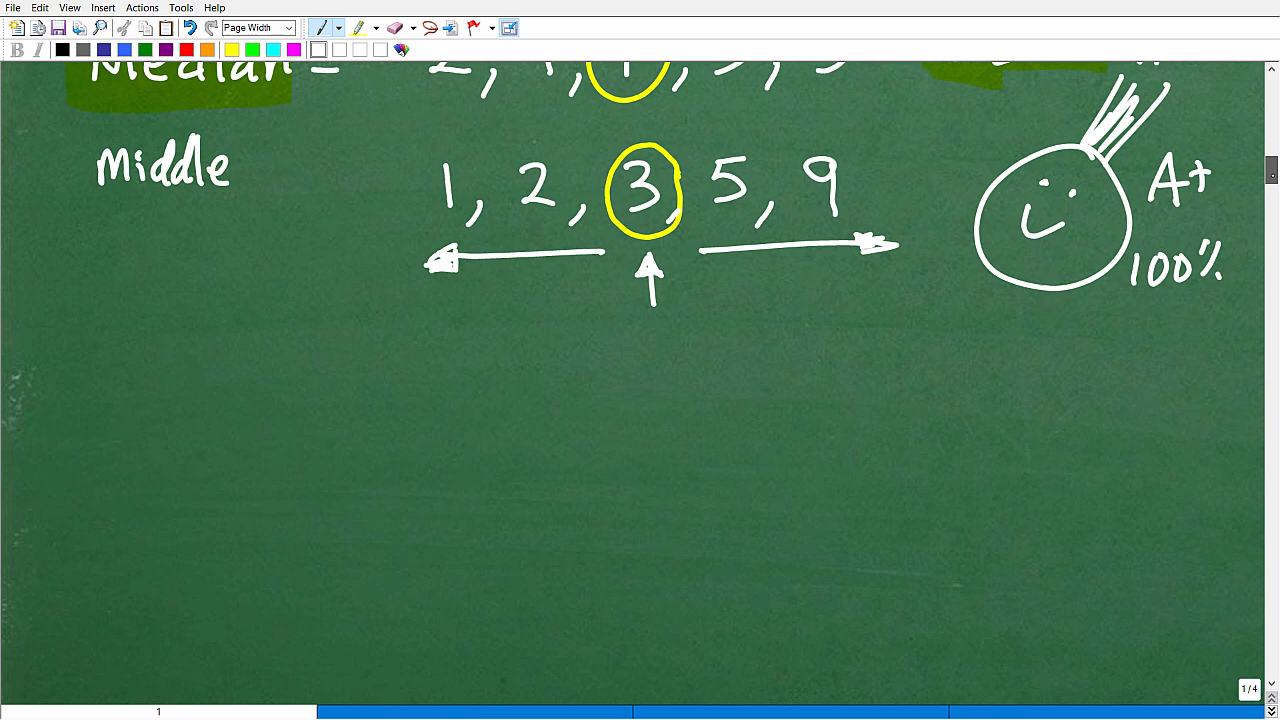 File Edit View Insert Actions Tools Help
Page Width
B I
Median =
Middle
1, 2, 3, 5, 9
A+
100%
1/4
1